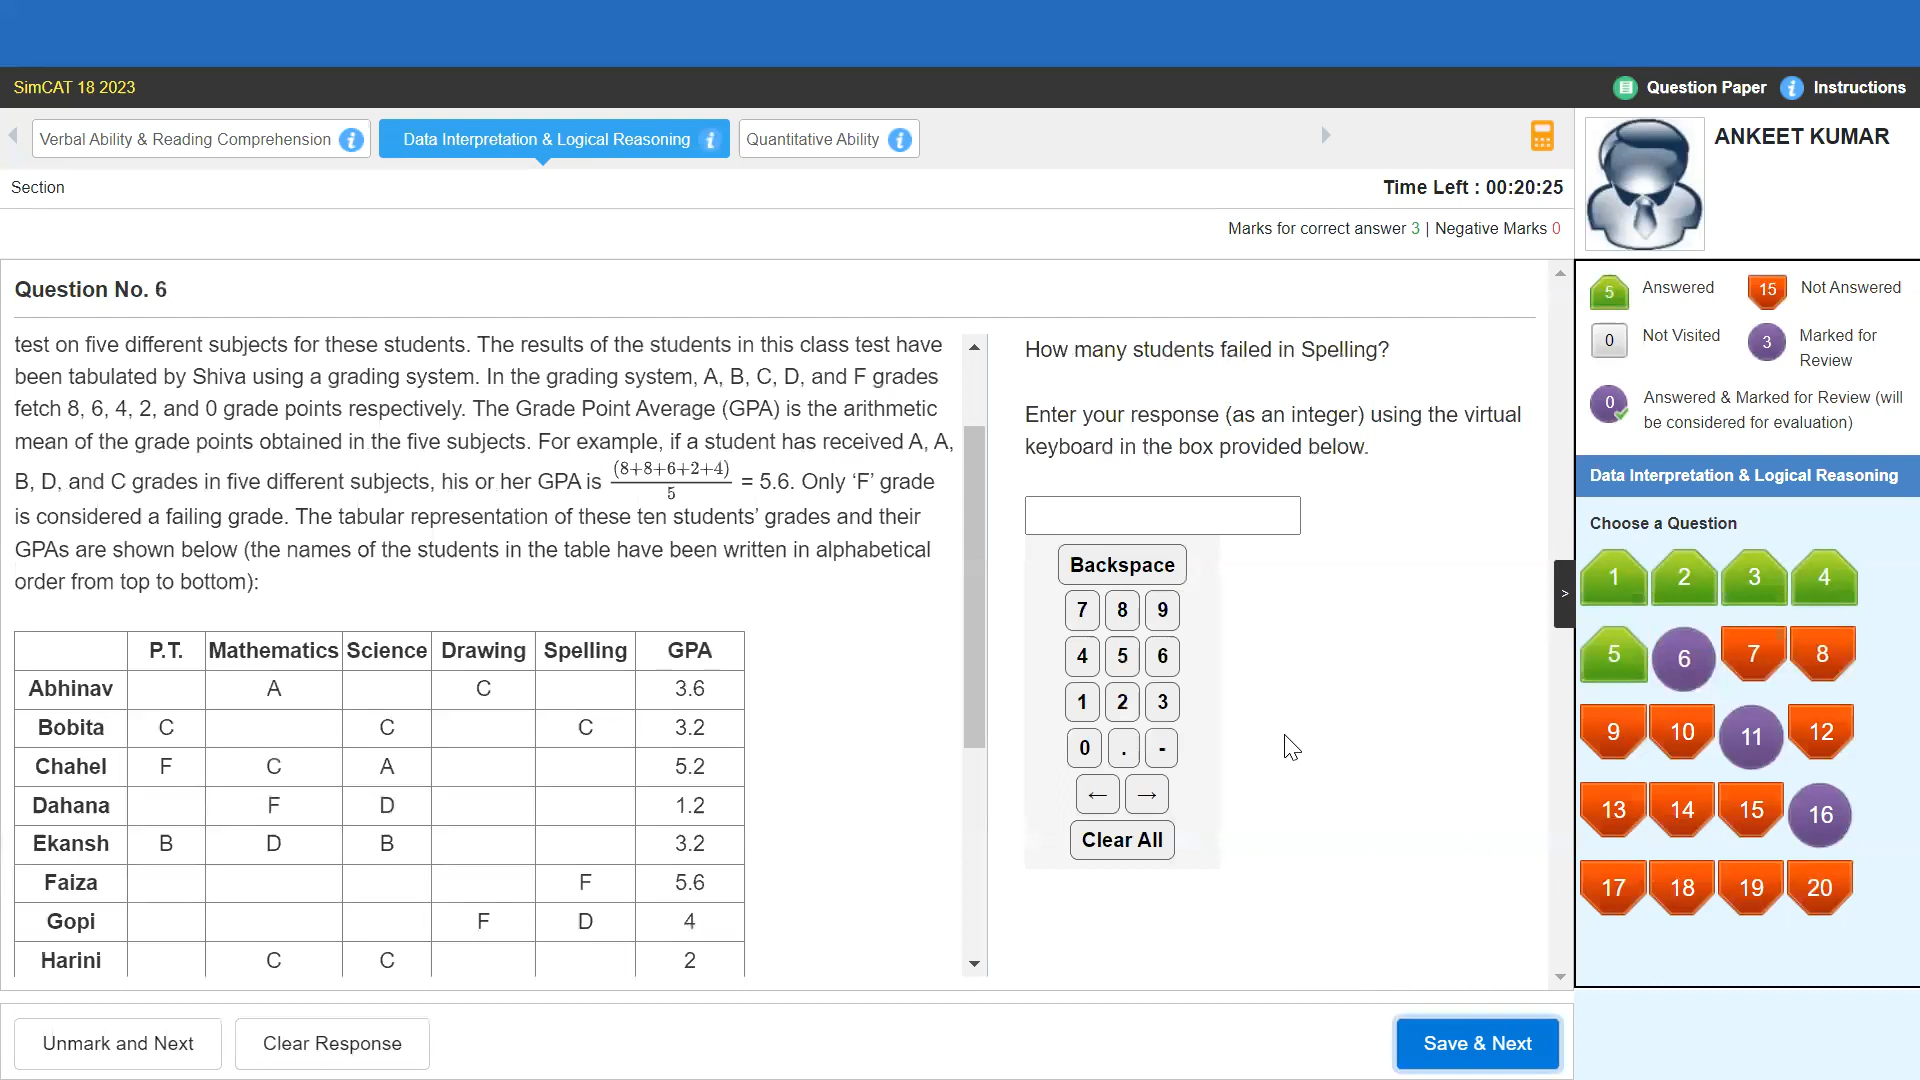 SimCAT 18 2023
Question Paper
Instructions
Verbal Ability & Reading Comprehension
Data Interpretation & Logical Reasoning
Quantitative Ability
ANKEET KUMAR
Section
Time Left : 00:20:25
Marks for correct answer 3 | Negative Marks 0
Question No. 6
test on five different subjects for these students. The results of the students in this class test have
been tabulated by Shiva using a grading system. In the grading system, A, B, C, D, and F grades
fetch 8, 6, 4, 2, and 0 grade points respectively. The Grade Point Average (GPA) is the arithmetic
mean of the grade points obtained in the five subjects. For example, if a student has received A, A,
B, D, and C grades in five different subjects, his or her GPA is (8+8+6+2+4)/5 = 5.6. Only ‘F’ grade
is considered a failing grade. The tabular representation of these ten students’ grades and their
GPAs are shown below (the names of the students in the table have been written in alphabetical
order from top to bottom):
P.T. Mathematics Science Drawing Spelling GPA
Abhinav A C 3.6
Bobita C C C 3.2
Chahel F C A 5.2
Dahana F D 1.2
Ekansh B D B 3.2
Faiza F 5.6
Gopi F D 4
Harini C C 2
How many students failed in Spelling?
Enter your response (as an integer) using the virtual
keyboard in the box provided below.
Backspace
7 8 9
4 5 6
1 2 3
0 . -
← →
Clear All
5 Answered
15 Not Answered
0 Not Visited
3 Marked for
Review
0 Answered & Marked for Review (will
be considered for evaluation)
Data Interpretation & Logical Reasoning
Choose a Question
1 2 3 4
5 6 7 8
9 10 11 12
13 14 15 16
17 18 19 20
>
Unmark and Next
Clear Response
Save & Next